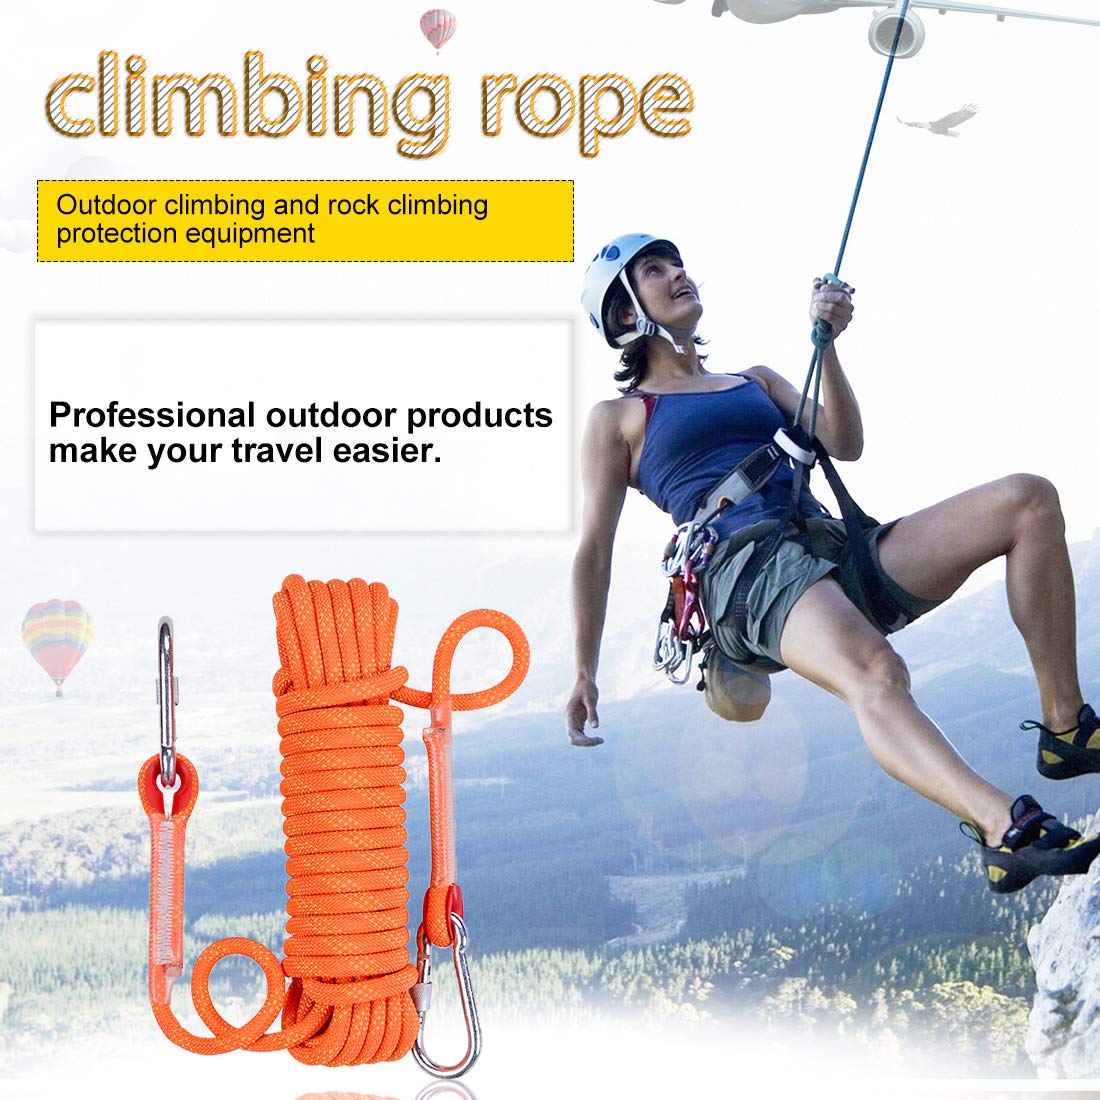 climbing rope
Outdoor climbing and rock climbing
protection equipment
Professional outdoor products
make your travel easier.